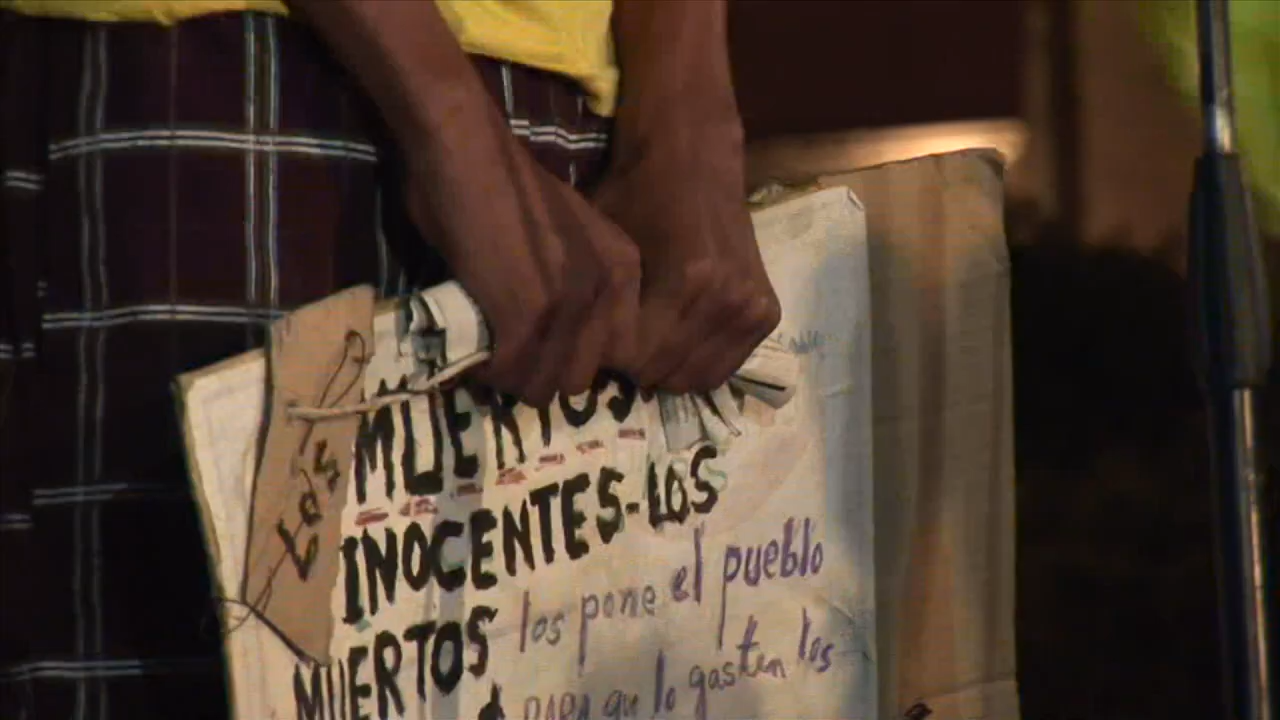 Los
MUERTOS
INOCENTES-LOS
MUERTOS los pone el pueblo
PARA que lo gasten los